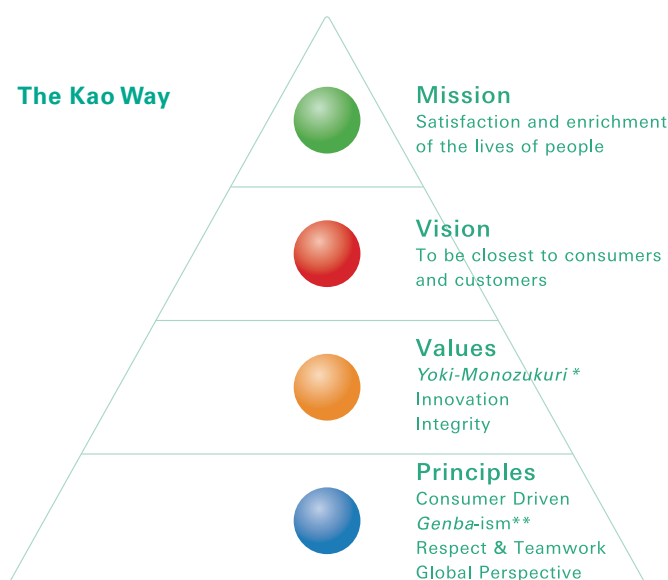 The Kao Way
Mission
Satisfaction and enrichment
of the lives of people
Vision
To be closest to consumers
and customers
Values
Yoki-Monozukuri *
Innovation
Integrity
Principles
Consumer Driven
Genba-ism**
Respect & Teamwork
Global Perspective